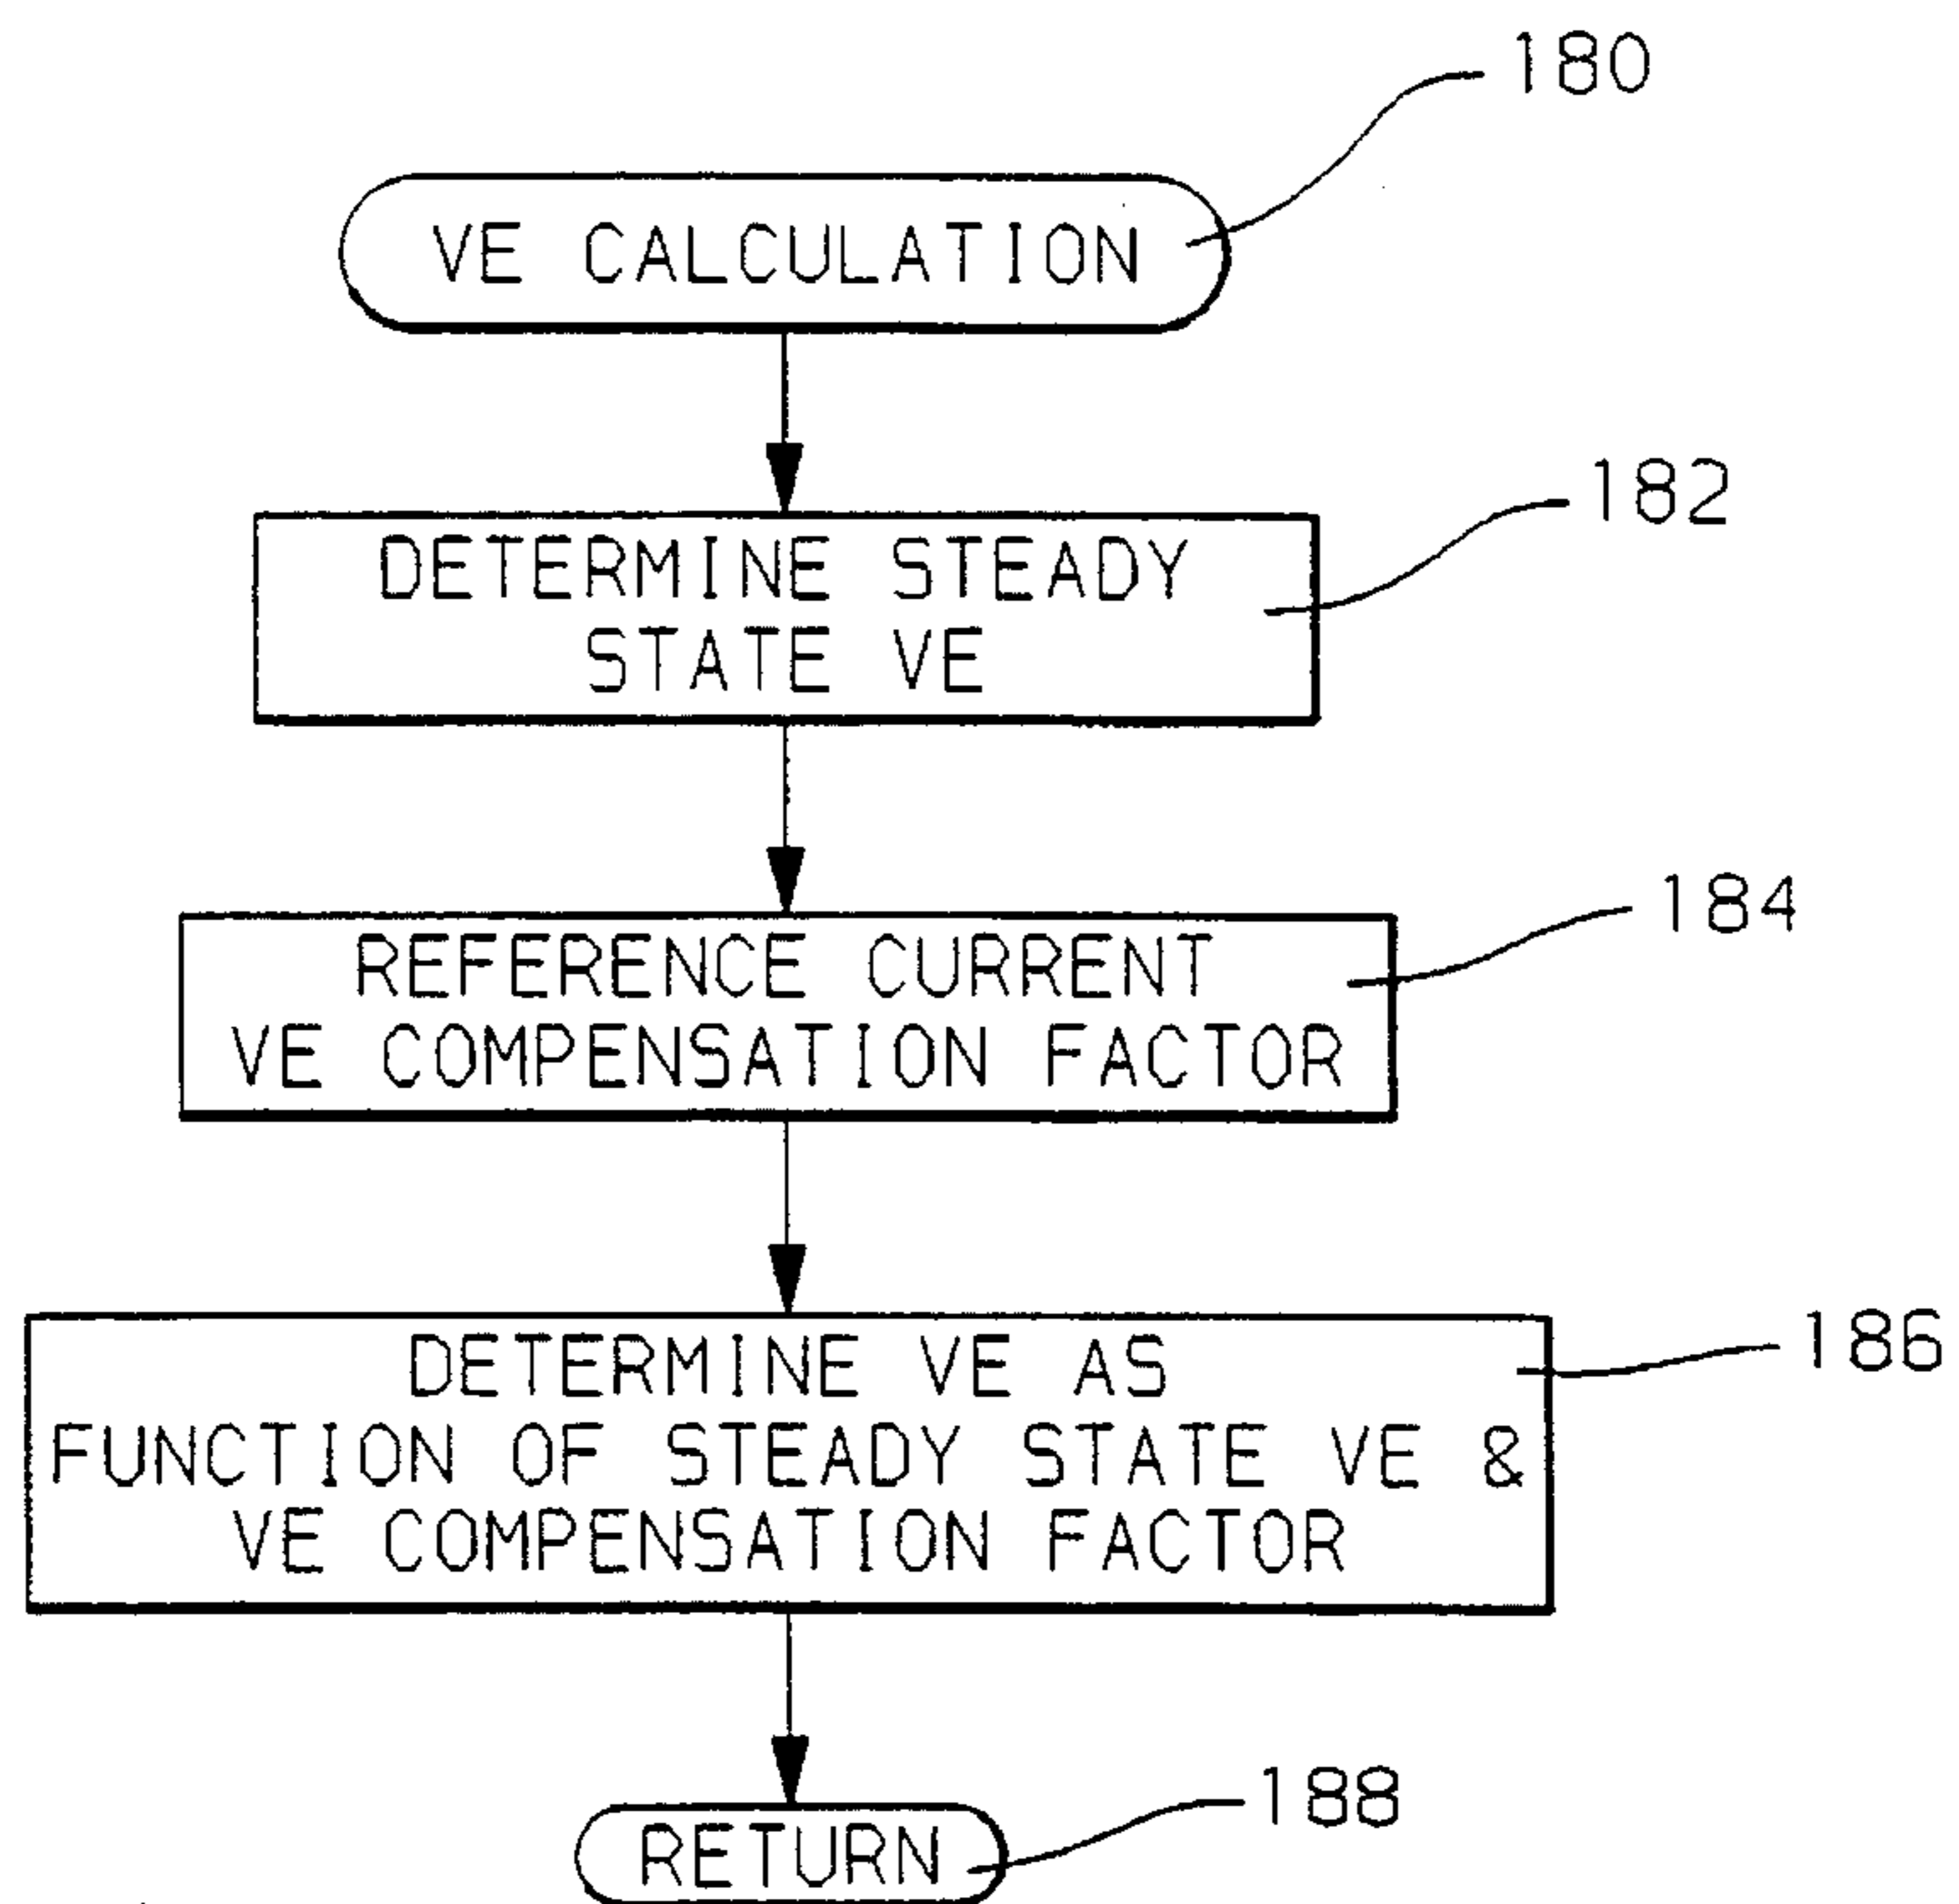 180
VE CALCULATION
182
DETERMINE STEADY
STATE VE
184
REFERENCE CURRENT
VE COMPENSATION FACTOR
186
DETERMINE VE AS
FUNCTION OF STEADY STATE VE &
VE COMPENSATION FACTOR
188
RETURN